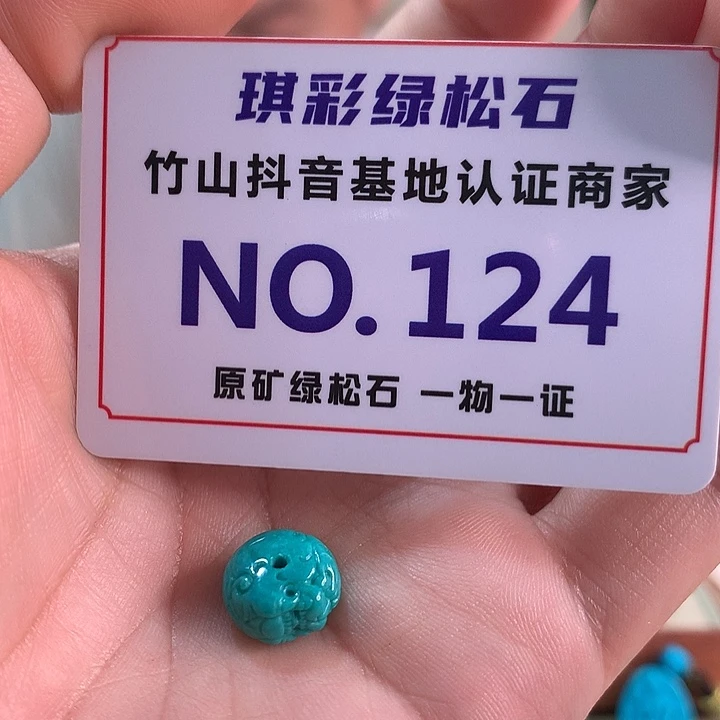 琪彩绿松石
竹山抖音基地认证商家
NO.124
原矿绿松石 一物一证